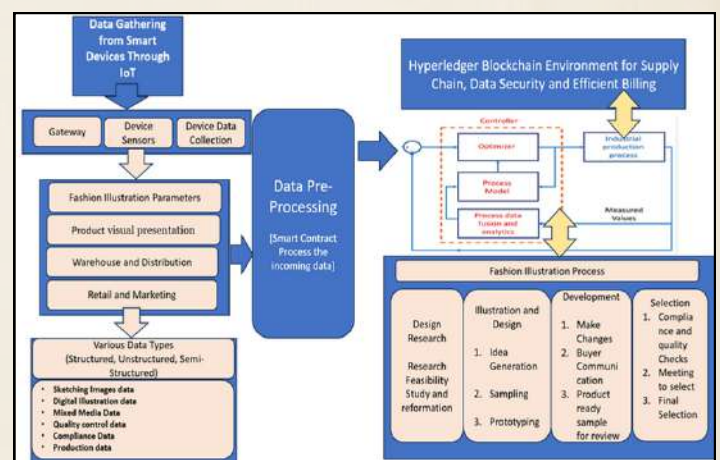 Data Gathering
from Smart
Devices Through
IoT
Gateway
Device
Sensors
Device Data
Collection
Fashion Illustration Parameters
Product visual presentation
Warehouse and Distribution
Retail and Marketing
Various Data Types
(Structured, Unstructured, Semi-
Structured)
• Sketching Images data
• Digital Illustration data
• Mixed Media Data
• Quality control data
• Compliance Data
• Production data
Data Pre-
Processing
[Smart Contract
Process the
incoming data]
Hyperledger Blockchain Environment for Supply
Chain, Data Security and Efficient Billing
Controller
Optimizer
Process
Model
Process data
fusion and
analytics
Industrial
production
process
Measured
Values
Fashion Illustration Process
Design
Research
Research
Feasibility
Study and
reformation
Illustration and
Design
1. Idea
Generation
2. Sampling
3. Prototyping
Development
1. Make
Changes
2. Buyer
Communi
cation
3. Product
ready
sample
for review
Selection
1. Complia
nce and
quality
Checks
2. Meeting
to select
3. Final
Selection